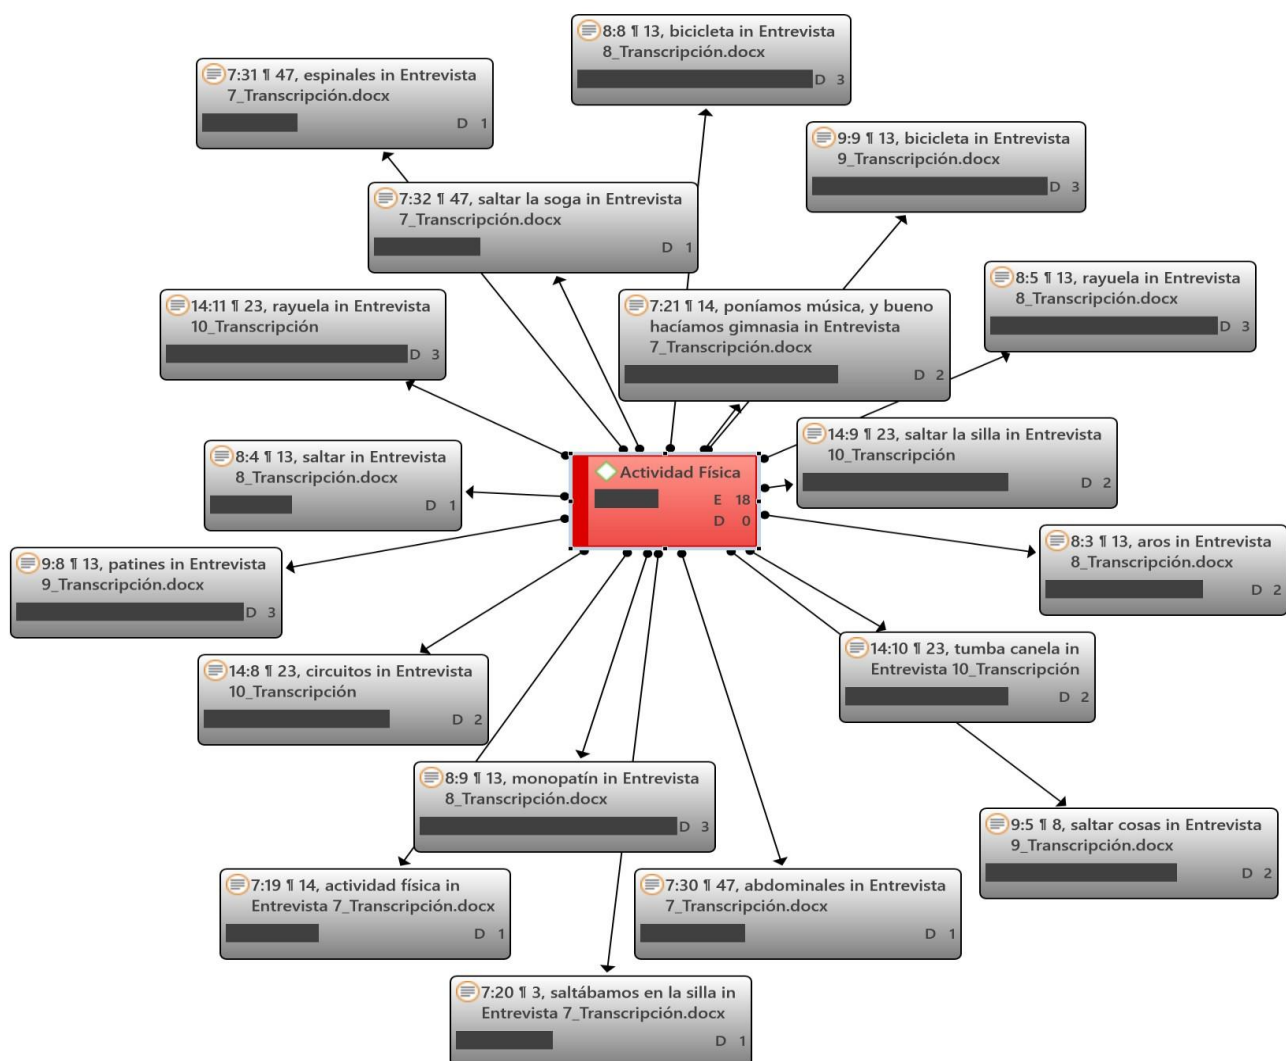 8:8 ¶ 13, bicicleta in Entrevista
8_Transcripción.docx
D 3
7:31 ¶ 47, espinales in Entrevista
7_Transcripción.docx
D 1
9:9 ¶ 13, bicicleta in Entrevista
9_Transcripción.docx
D 3
7:32 ¶ 47, saltar la soga in Entrevista
7_Transcripción.docx
D 1
8:5 ¶ 13, rayuela in Entrevista
8_Transcripción.docx
D 3
14:11 ¶ 23, rayuela in Entrevista
10_Transcripción
D 3
7:21 ¶ 14, poníamos música, y bueno
hacíamos gimnasia in Entrevista
7_Transcripción.docx
D 2
14:9 ¶ 23, saltar la silla in Entrevista
10_Transcripción
D 2
8:4 ¶ 13, saltar in Entrevista
8_Transcripción.docx
D 1
Actividad Física
E 18
D 0
8:3 ¶ 13, aros in Entrevista
8_Transcripción.docx
D 2
9:8 ¶ 13, patines in Entrevista
9_Transcripción.docx
D 3
14:10 ¶ 23, tumba canela in
Entrevista 10_Transcripción
D 2
14:8 ¶ 23, circuitos in Entrevista
10_Transcripción
D 2
8:9 ¶ 13, monopatín in Entrevista
8_Transcripción.docx
D 3
9:5 ¶ 8, saltar cosas in Entrevista
9_Transcripción.docx
D 2
7:19 ¶ 14, actividad física in
Entrevista 7_Transcripción.docx
D 1
7:30 ¶ 47, abdominales in Entrevista
7_Transcripción.docx
D 1
7:20 ¶ 3, saltábamos en la silla in
Entrevista 7_Transcripción.docx
D 1